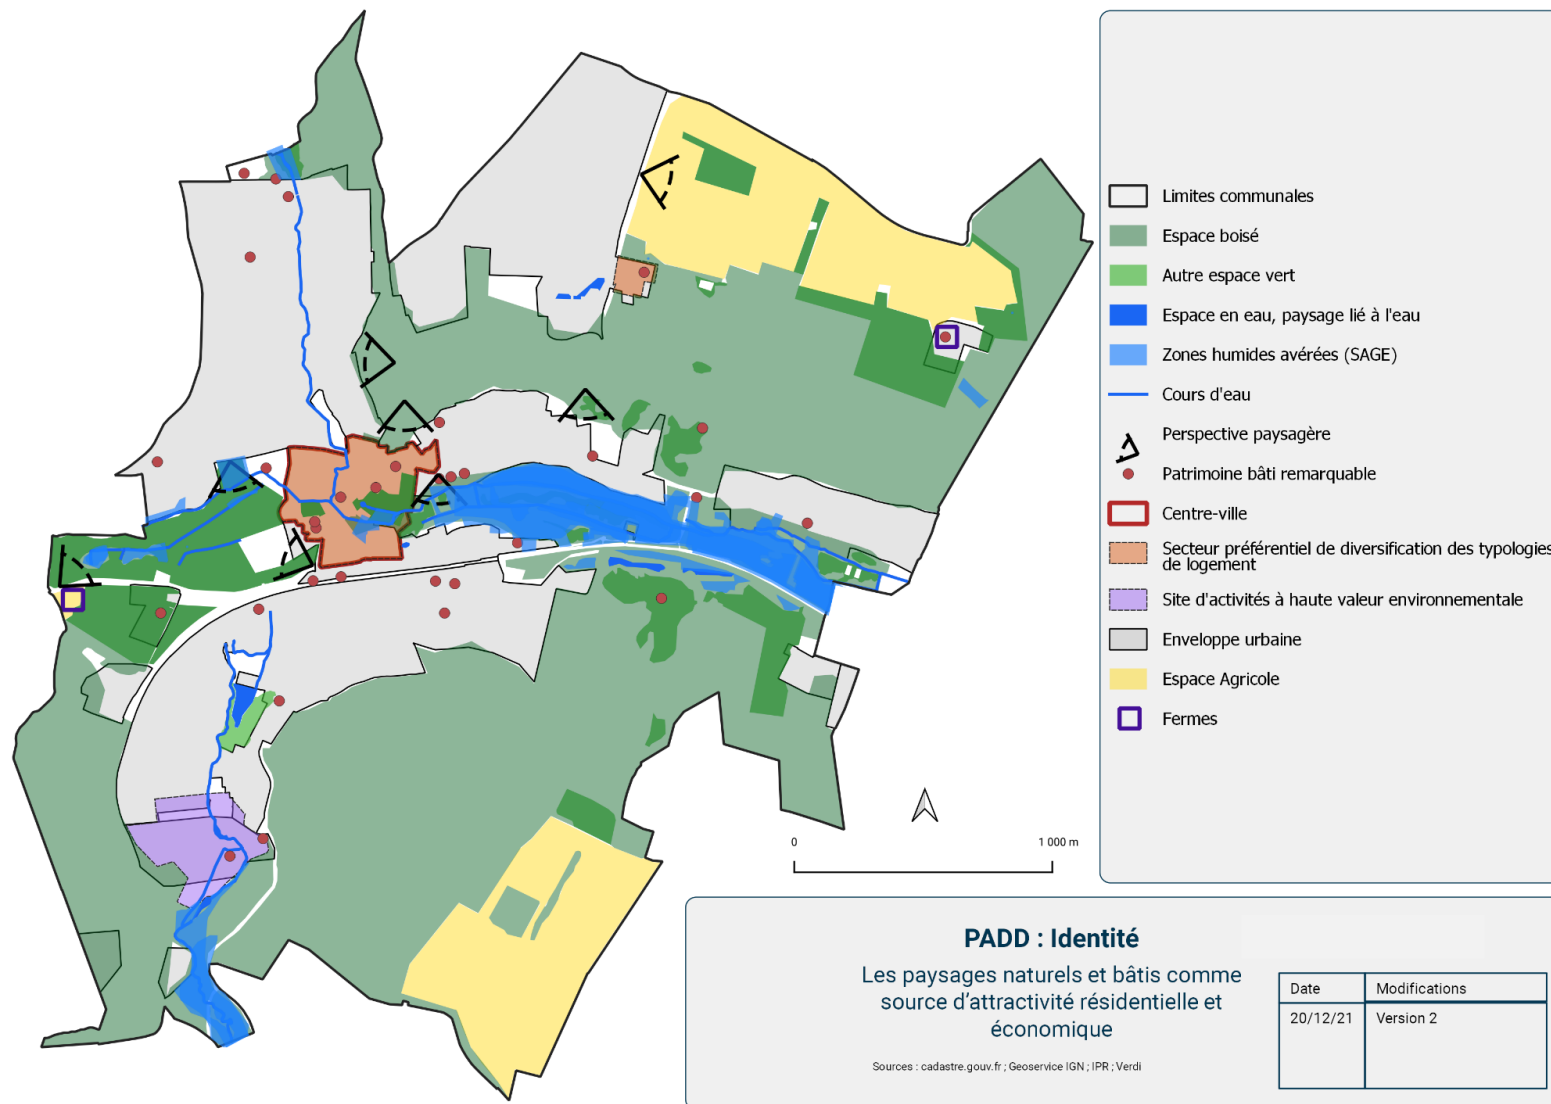 Limites communales
Espace boisé
Autre espace vert
Espace en eau, paysage lié à l'eau
Zones humides avérées (SAGE)
Cours d'eau
Perspective paysagère
Patrimoine bâti remarquable
Centre-ville
Secteur préférentiel de diversification des typologies
de logement
Site d'activités à haute valeur environnementale
Enveloppe urbaine
Espace Agricole
Fermes
0 1 000 m
PADD : Identité
Les paysages naturels et bâtis comme
source d'attractivité résidentielle et
économique
Sources : cadastre.gouv.fr ; Geoservice IGN ; IPR ; Verdi
Date Modifications
20/12/21 Version 2